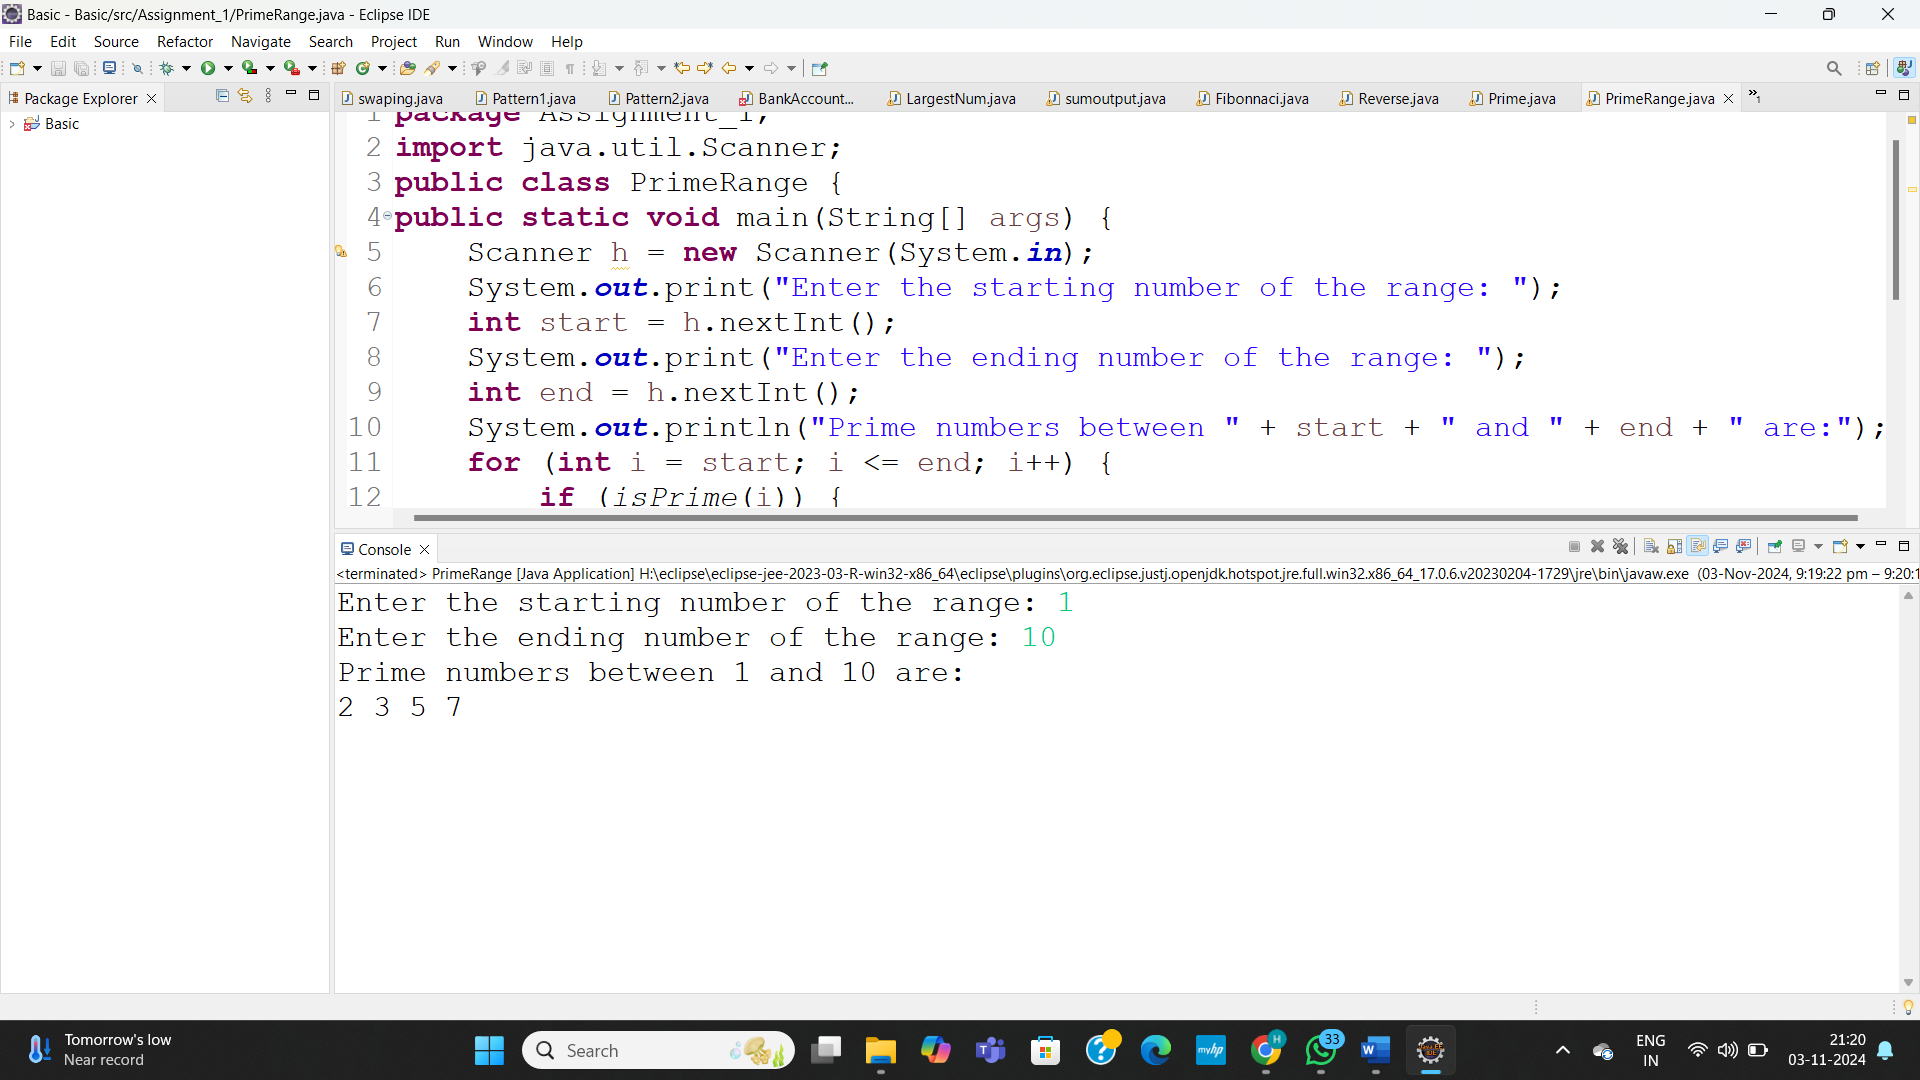 Basic - Basic/src/Assignment_1/PrimeRange.java - Eclipse IDE
File Edit Source Refactor Navigate Search Project Run Window Help
Package Explorer
Basic
swaping.java Pattern1.java Pattern2.java BankAccount... LargestNum.java sumoutput.java Fibonnaci.java Reverse.java Prime.java PrimeRange.java »1
1 package Assignment_1;
2 import java.util.Scanner;
3 public class PrimeRange {
4 public static void main(String[] args) {
5 Scanner h = new Scanner(System.in);
6 System.out.print("Enter the starting number of the range: ");
7 int start = h.nextInt();
8 System.out.print("Enter the ending number of the range: ");
9 int end = h.nextInt();
10 System.out.println("Prime numbers between " + start + " and " + end + " are:");
11 for (int i = start; i <= end; i++) {
12 if (isPrime(i)) {
Console
<terminated> PrimeRange [Java Application] H:\eclipse\eclipse-jee-2023-03-R-win32-x86_64\eclipse\plugins\org.eclipse.justj.openjdk.hotspot.jre.full.win32.x86_64_17.0.6.v20230204-1729\jre\bin\javaw.exe (03-Nov-2024, 9:19:22 pm – 9:20:1
Enter the starting number of the range: 1
Enter the ending number of the range: 10
Prime numbers between 1 and 10 are:
2 3 5 7
Tomorrow's low
Near record
Search
myhp
33
ENG
IN
21:20
03-11-2024